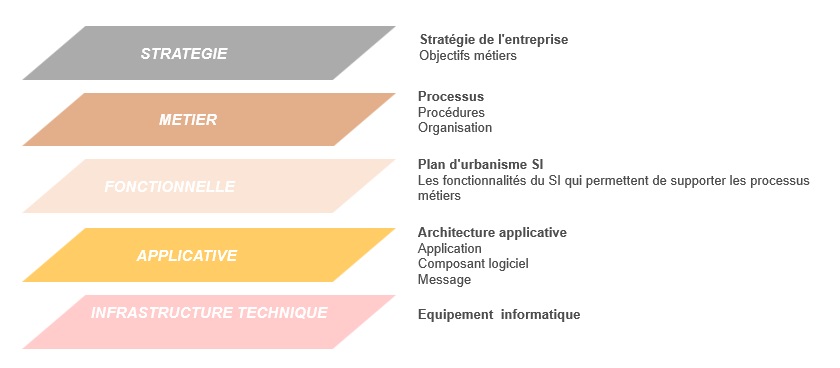 STRATEGIE
Stratégie de l'entreprise
Objectifs métiers
METIER
Processus
Procédures
Organisation
FONCTIONNELLE
Plan d'urbanisme SI
Les fonctionnalités du SI qui permettent de supporter les processus
métiers
APPLICATIVE
Architecture applicative
Application
Composant logiciel
Message
INFRASTRUCTURE TECHNIQUE
Equipement informatique